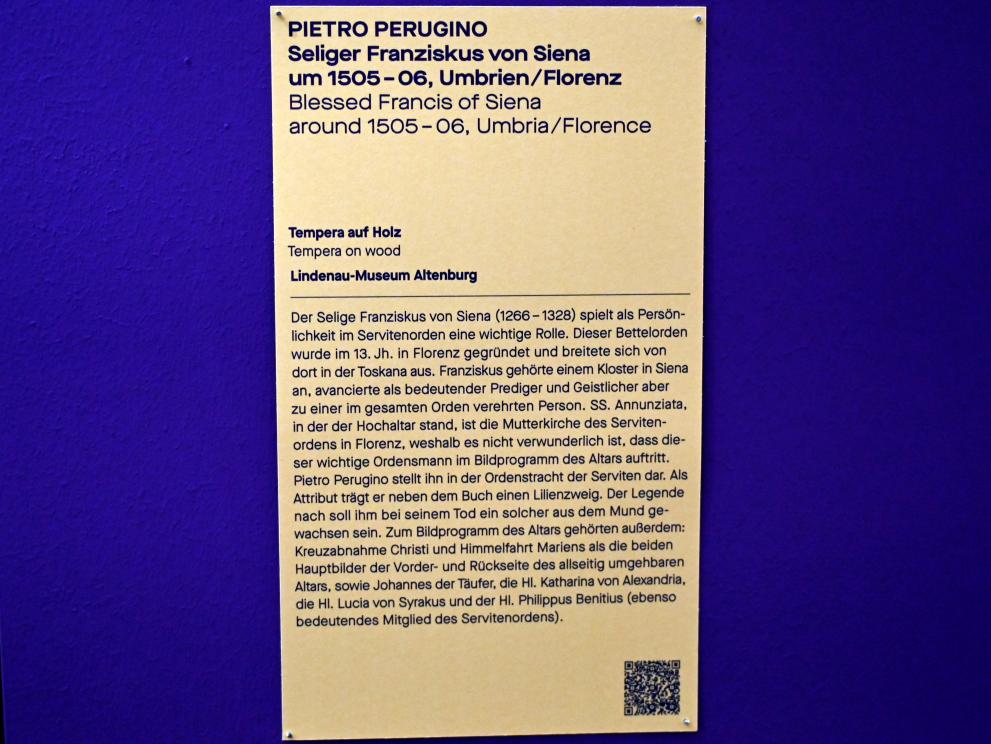 PIETRO PERUGINO
Seliger Franziskus von Siena
um 1505 – 06, Umbrien/Florenz
Blessed Francis of Siena
around 1505 – 06, Umbria/Florence
Tempera auf Holz
Tempera on wood
Lindenau-Museum Altenburg
Der Selige Franziskus von Siena (1266 – 1328) spielt als Persön-
lichkeit im Servitenorden eine wichtige Rolle. Dieser Bettelorden
wurde im 13. Jh. in Florenz gegründet und breitete sich von
dort in der Toskana aus. Franziskus gehörte einem Kloster in Siena
an, avancierte als bedeutender Prediger und Geistlicher aber
zu einer im gesamten Orden verehrten Person. SS. Annunziata,
in der der Hochaltar stand, ist die Mutterkirche des Serviten-
ordens in Florenz, weshalb es nicht verwunderlich ist, dass die-
ser wichtige Ordensmann im Bildprogramm des Altars auftritt.
Pietro Perugino stellt ihn in der Ordenstracht der Serviten dar. Als
Attribut trägt er neben dem Buch einen Lilienzweig. Der Legende
nach soll ihm bei seinem Tod ein solcher aus dem Mund ge-
wachsen sein. Zum Bildprogramm des Altars gehörten außerdem:
Kreuzabnahme Christi und Himmelfahrt Mariens als die beiden
Hauptbilder der Vorder- und Rückseite des allseitig umgehbaren
Altars, sowie Johannes der Täufer, die Hl. Katharina von Alexandria,
die Hl. Lucia von Syrakus und der Hl. Philippus Benitius (ebenso
bedeutendes Mitglied des Servitenordens).